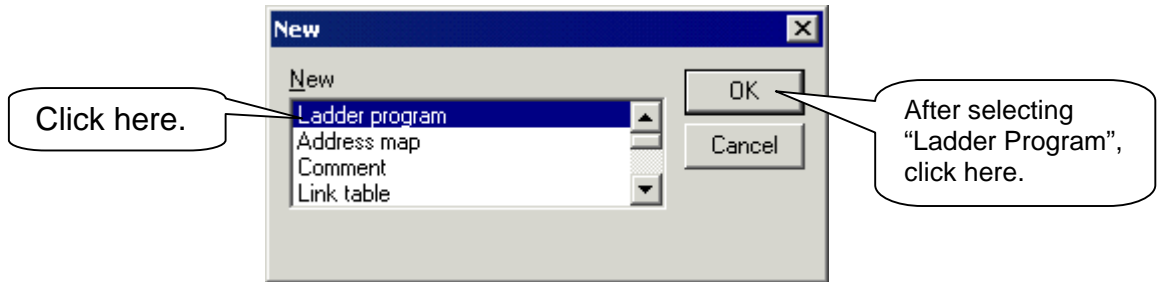 New
New
Click here.
Ladder program
Address map
Comment
Link table
OK
Cancel
After selecting
“Ladder Program”,
click here.